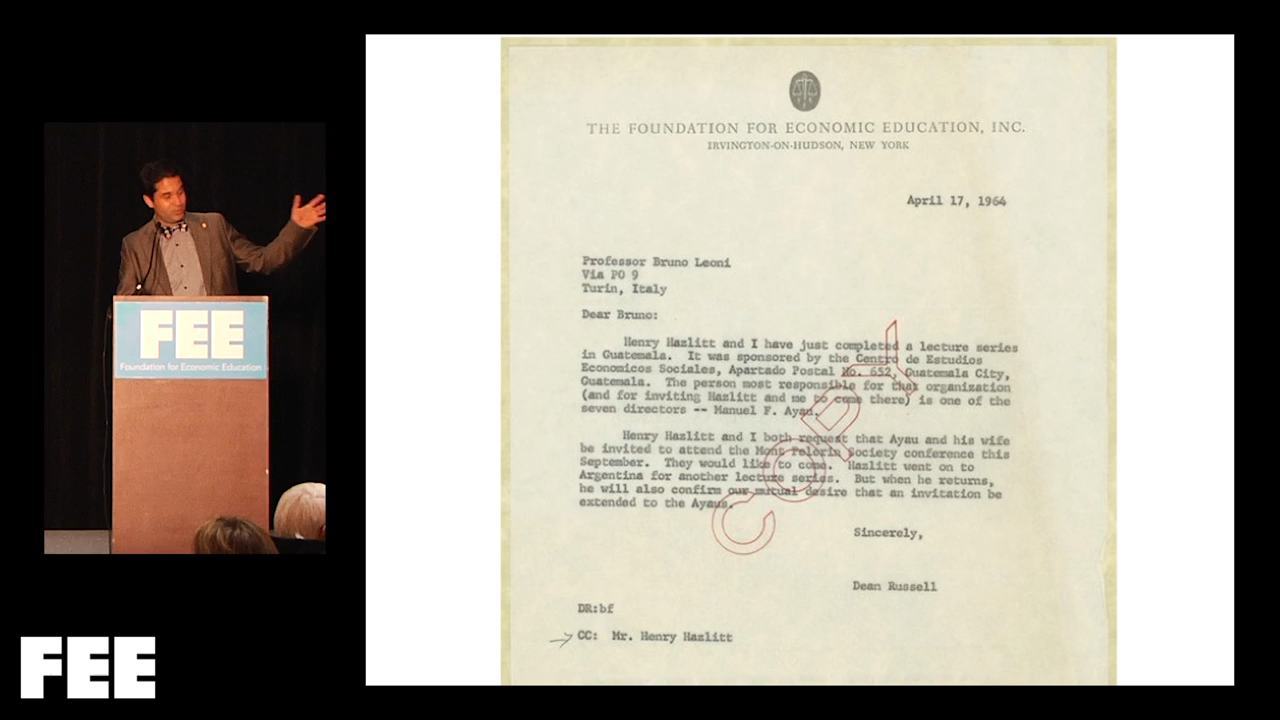 FEE
Foundation for Economic Education
FEE
THE FOUNDATION FOR ECONOMIC EDUCATION, INC.
IRVINGTON-ON-HUDSON, NEW YORK
April 17, 1964
Professor Bruno Leoni
Via PO 9
Turin, Italy
Dear Bruno:
Henry Hazlitt and I have just completed a lecture series
in Guatemala. It was sponsored by the Centro de Estudios
Economicos Sociales, Apartado Postal No. 652, Guatemala City,
Guatemala. The person most responsible for that organization
(and for inviting Hazlitt and me to come there) is one of the
seven directors -- Manuel F. Ayau.
Henry Hazlitt and I both request that Ayau and his wife
be invited to attend the Mont Pelerin Society conference this
September. They would like to come. Hazlitt went on to
Argentina for another lecture series. But when he returns,
he will also confirm our mutual desire that an invitation be
extended to the Ayaus.
COPY
Sincerely,
Dean Russell
DR:bf
CC: Mr. Henry Hazlitt